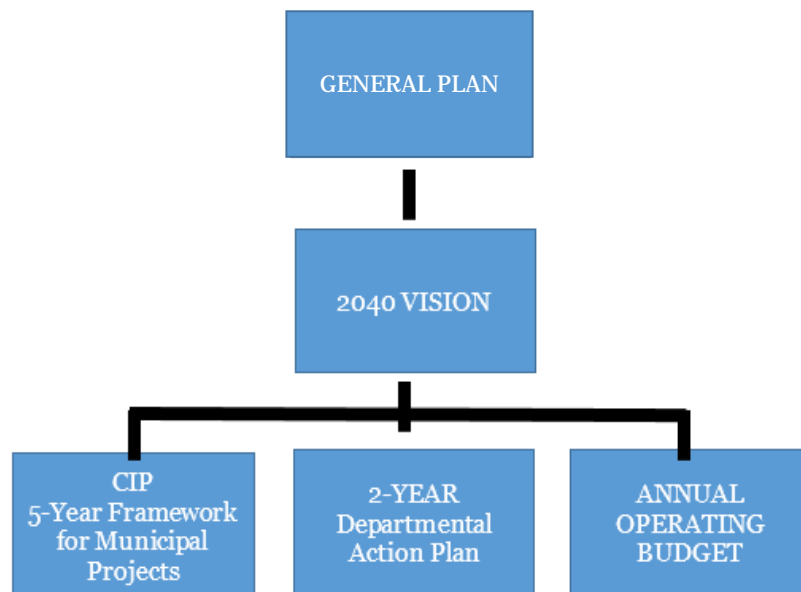 GENERAL PLAN
2040 VISION
CIP
5-Year Framework
for Municipal
Projects
2-YEAR
Departmental
Action Plan
ANNUAL
OPERATING
BUDGET